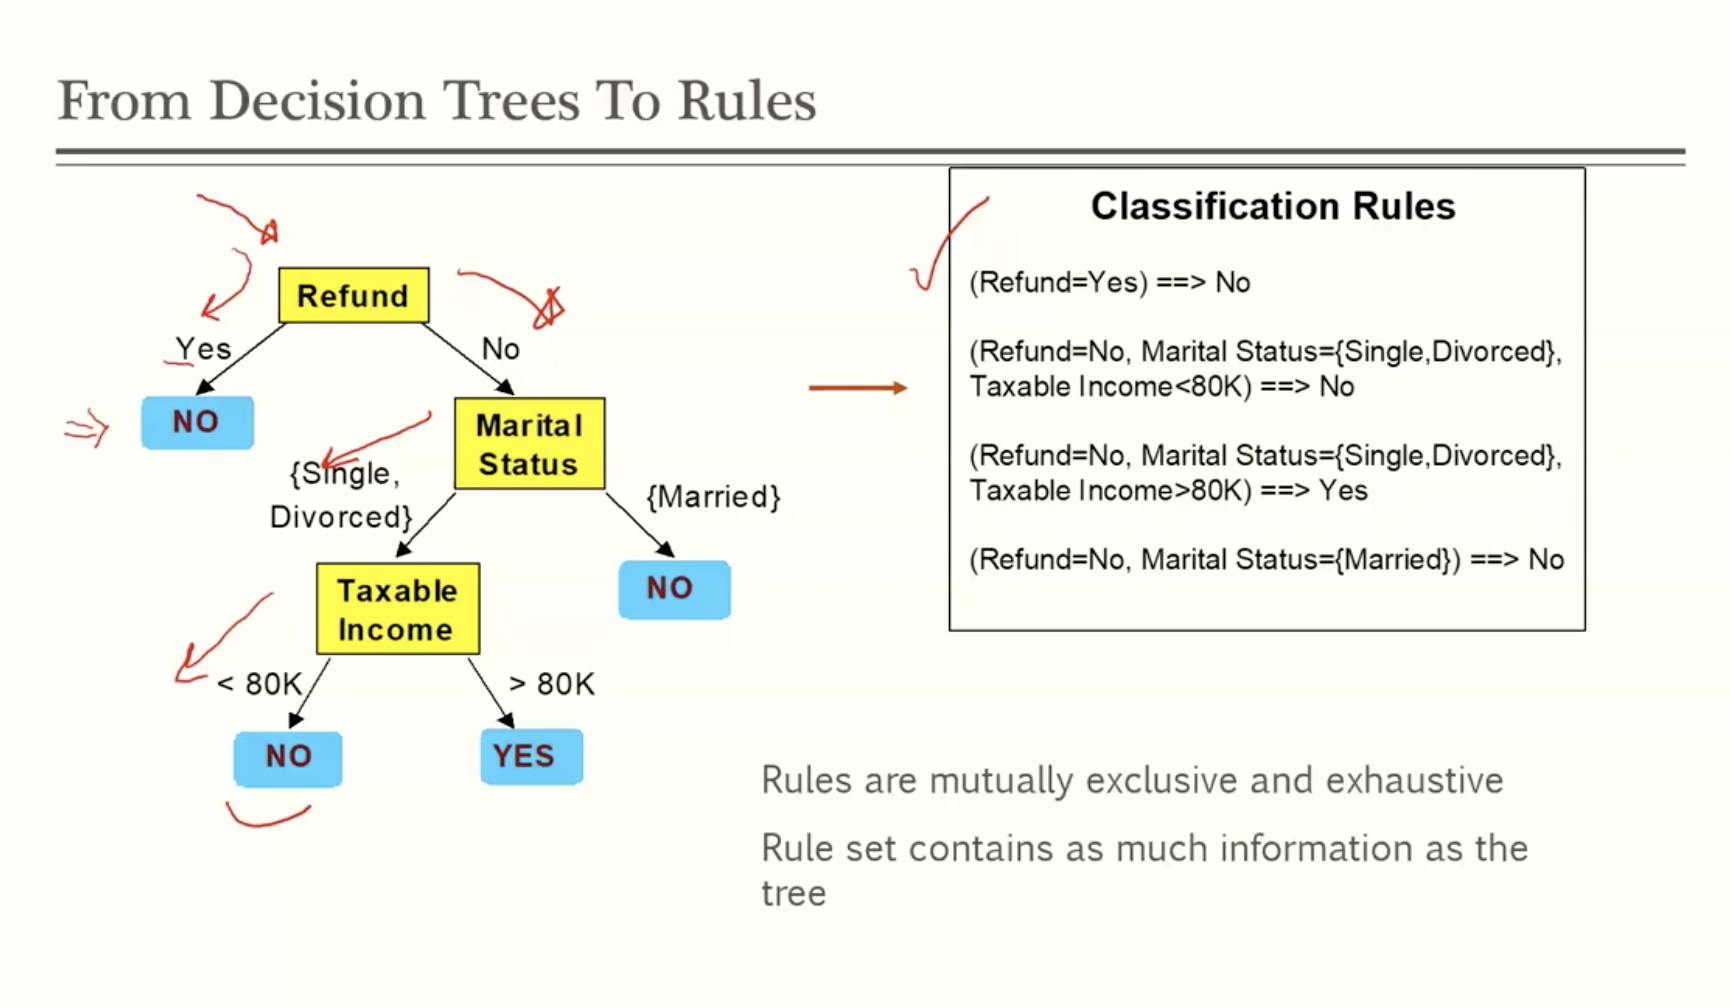 From Decision Trees To Rules
Refund
Yes
No
NO
Marital
Status
{Single,
Divorced}
{Married}
Taxable
Income
NO
< 80K
> 80K
NO
YES
Classification Rules
(Refund=Yes) ==> No
(Refund=No, Marital Status={Single,Divorced},
Taxable Income<80K) ==> No
(Refund=No, Marital Status={Single,Divorced},
Taxable Income>80K) ==> Yes
(Refund=No, Marital Status={Married}) ==> No
Rules are mutually exclusive and exhaustive
Rule set contains as much information as the
tree